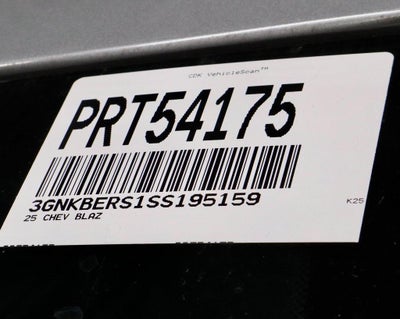 CDK VehicleScan™
PRT54175
3GNKBERS1SS195159
25 CHEV BLAZ
K25